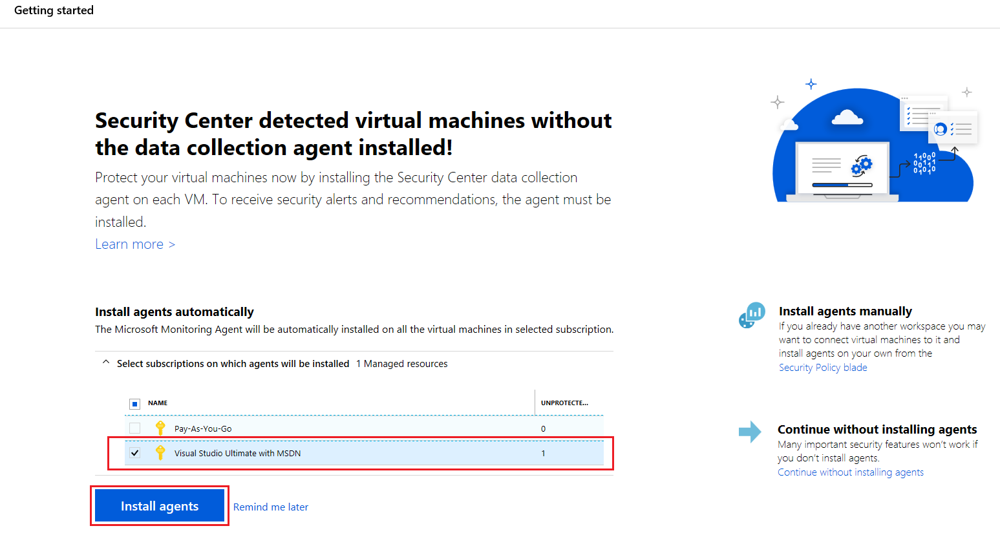 Getting started
Security Center detected virtual machines without
the data collection agent installed!
Protect your virtual machines now by installing the Security Center data collection
agent on each VM. To receive security alerts and recommendations, the agent must be
installed.
Learn more >
11000
00101
01010
Install agents automatically
The Microsoft Monitoring Agent will be automatically installed on all the virtual machines in selected subscription.
Select subscriptions on which agents will be installed 1 Managed resources
NAME UNPROTECTE...
Pay-As-You-Go 0
Visual Studio Ultimate with MSDN 1
Install agents Remind me later
Install agents manually
If you already have another workspace you may
want to connect virtual machines to it and
install agents on your own from the
Security Policy blade
Continue without installing agents
Many important security features won't work if
you don't install agents.
Continue without installing agents